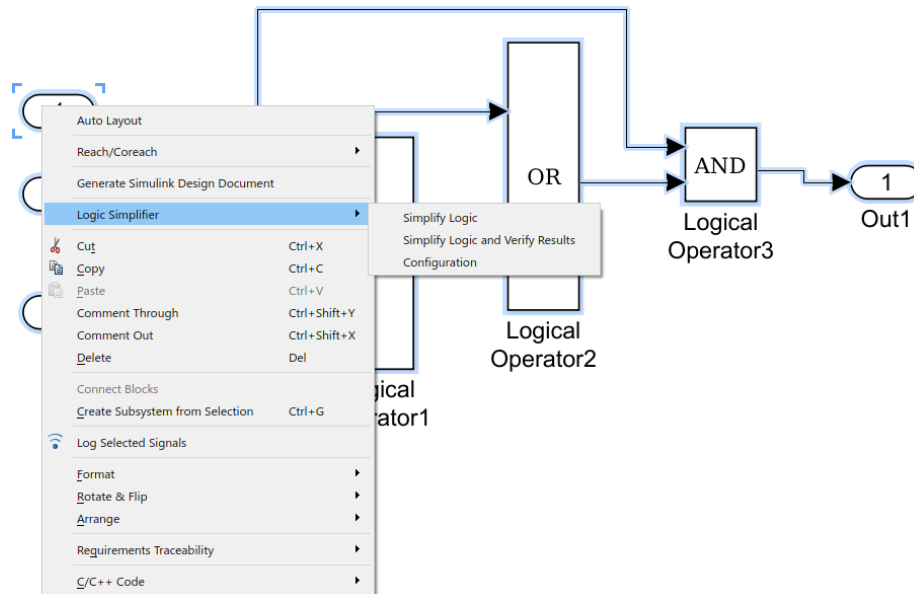 Auto Layout
Reach/Coreach
Generate Simulink Design Document
Logic Simplifier
Cut Ctrl+X
Copy Ctrl+C
Paste Ctrl+V
Comment Through Ctrl+Shift+Y
Comment Out Ctrl+Shift+X
Delete Del
Connect Blocks
Create Subsystem from Selection Ctrl+G
Log Selected Signals
Format
Rotate & Flip
Arrange
Requirements Traceability
C/C++ Code
Simplify Logic
Simplify Logic and Verify Results
Configuration
gical
rator1
OR
Logical
Operator2
AND
Logical
Operator3
1
Out1